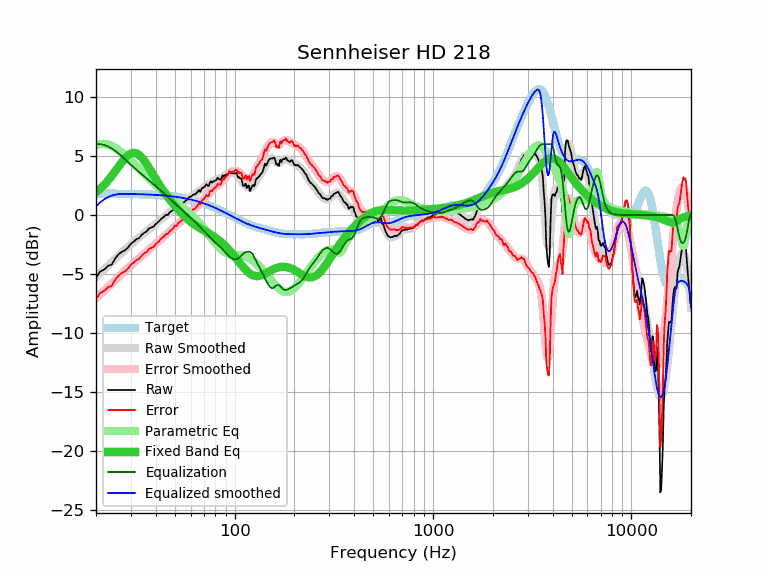 Sennheiser HD 218
Amplitude (dBr)
10
5
0
−5
−10
−15
−20
−25
Target
Raw Smoothed
Error Smoothed
Raw
Error
Parametric Eq
Fixed Band Eq
Equalization
Equalized smoothed
100
1000
10000
Frequency (Hz)